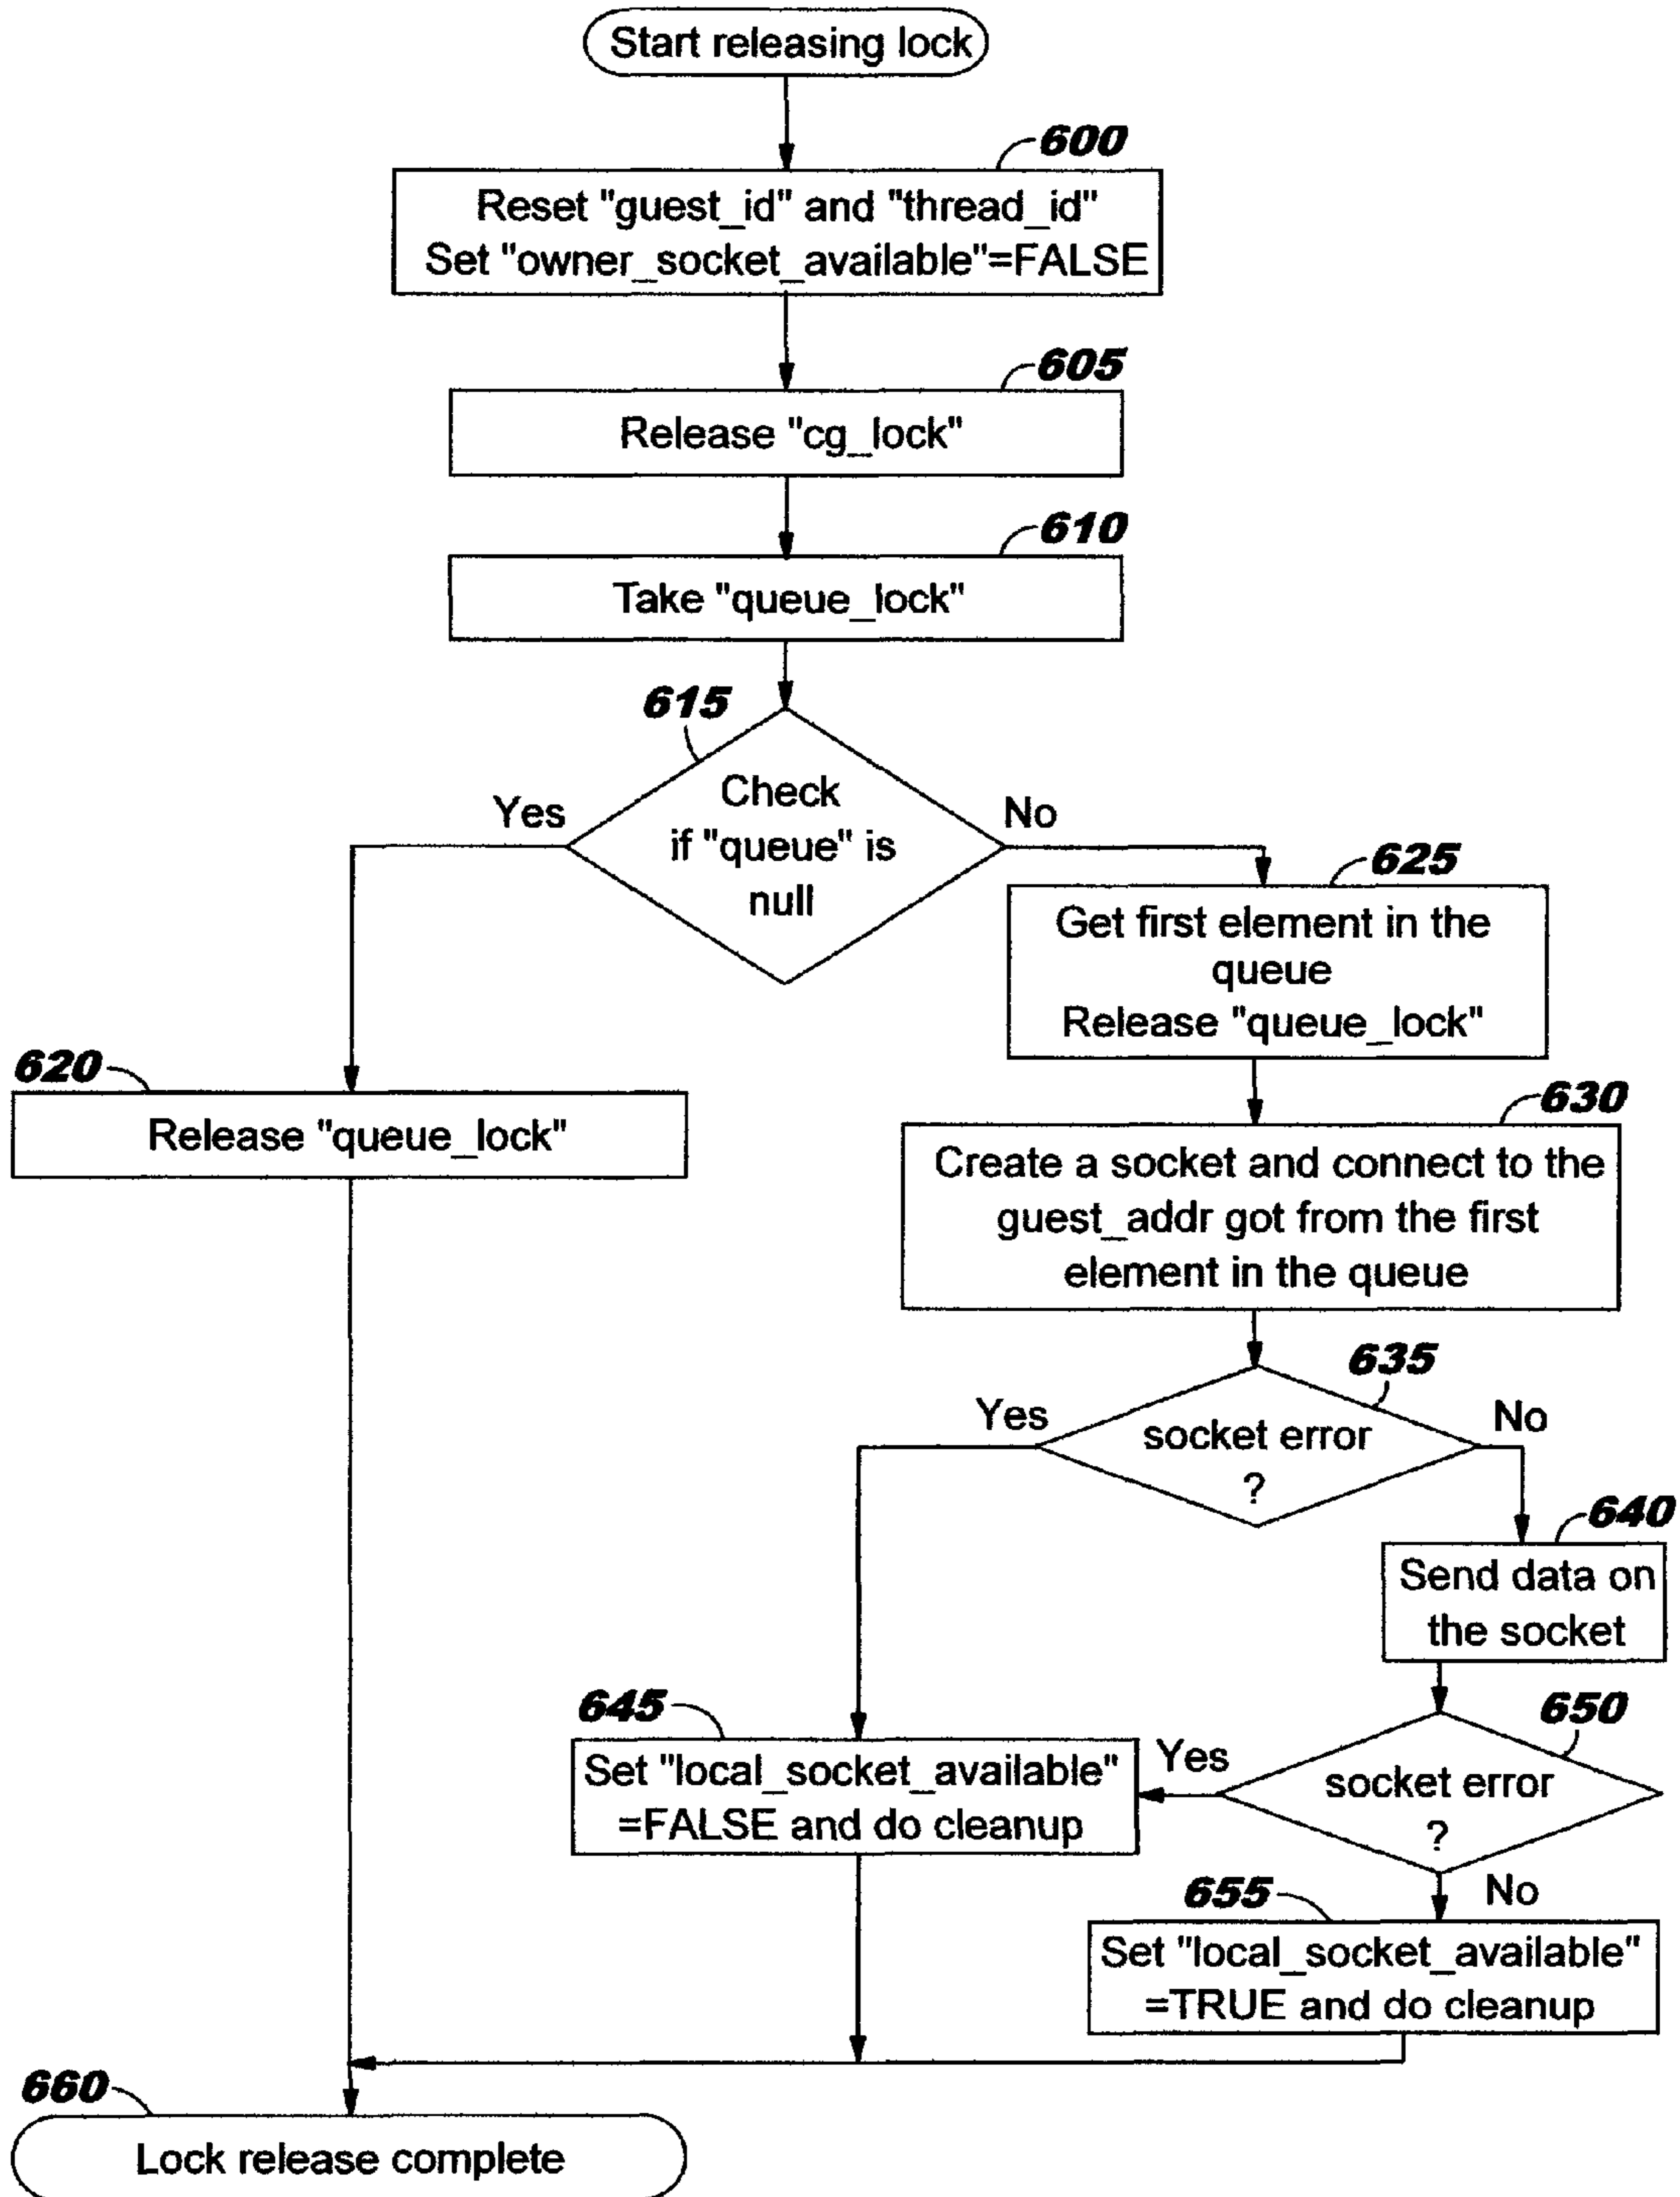 Start releasing lock
600
Reset "guest_id" and "thread_id"
Set "owner_socket_available"=FALSE
605
Release "cg_lock"
610
Take "queue_lock"
615
Check
if "queue" is
null
Yes
No
625
Get first element in the
queue
Release "queue_lock"
620
Release "queue_lock"
630
Create a socket and connect to the
guest_addr got from the first
element in the queue
635
socket error
?
Yes
No
640
Send data on
the socket
645
Set "local_socket_available"
=FALSE and do cleanup
650
socket error
?
Yes
No
655
Set "local_socket_available"
=TRUE and do cleanup
660
Lock release complete